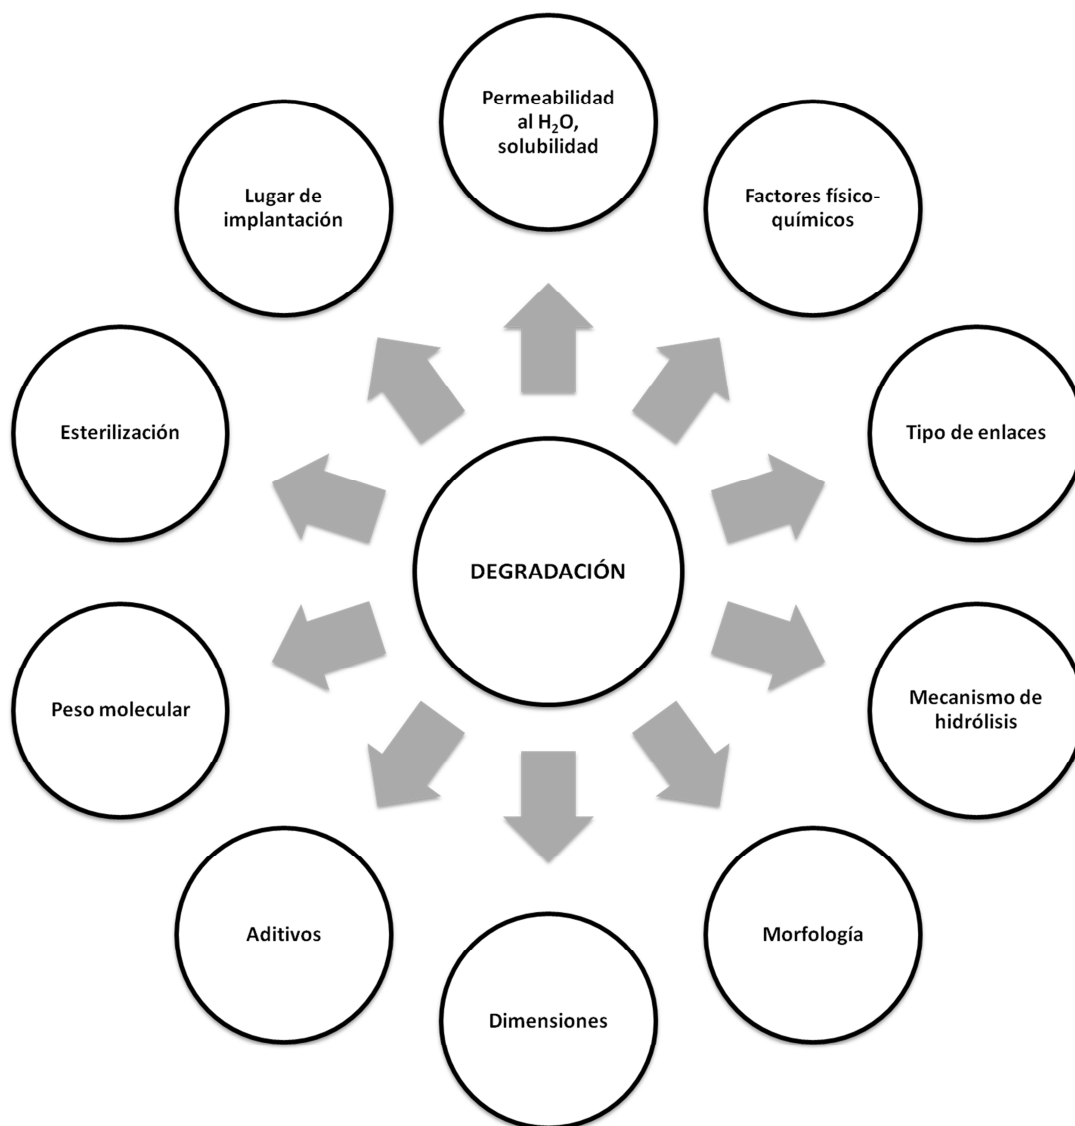 Permeabilidad
al H₂O,
solubilidad
Factores físico-
químicos
Tipo de enlaces
Mecanismo de
hidrólisis
Morfología
Dimensiones
Aditivos
Peso molecular
Esterilización
Lugar de
implantación
DEGRADACIÓN